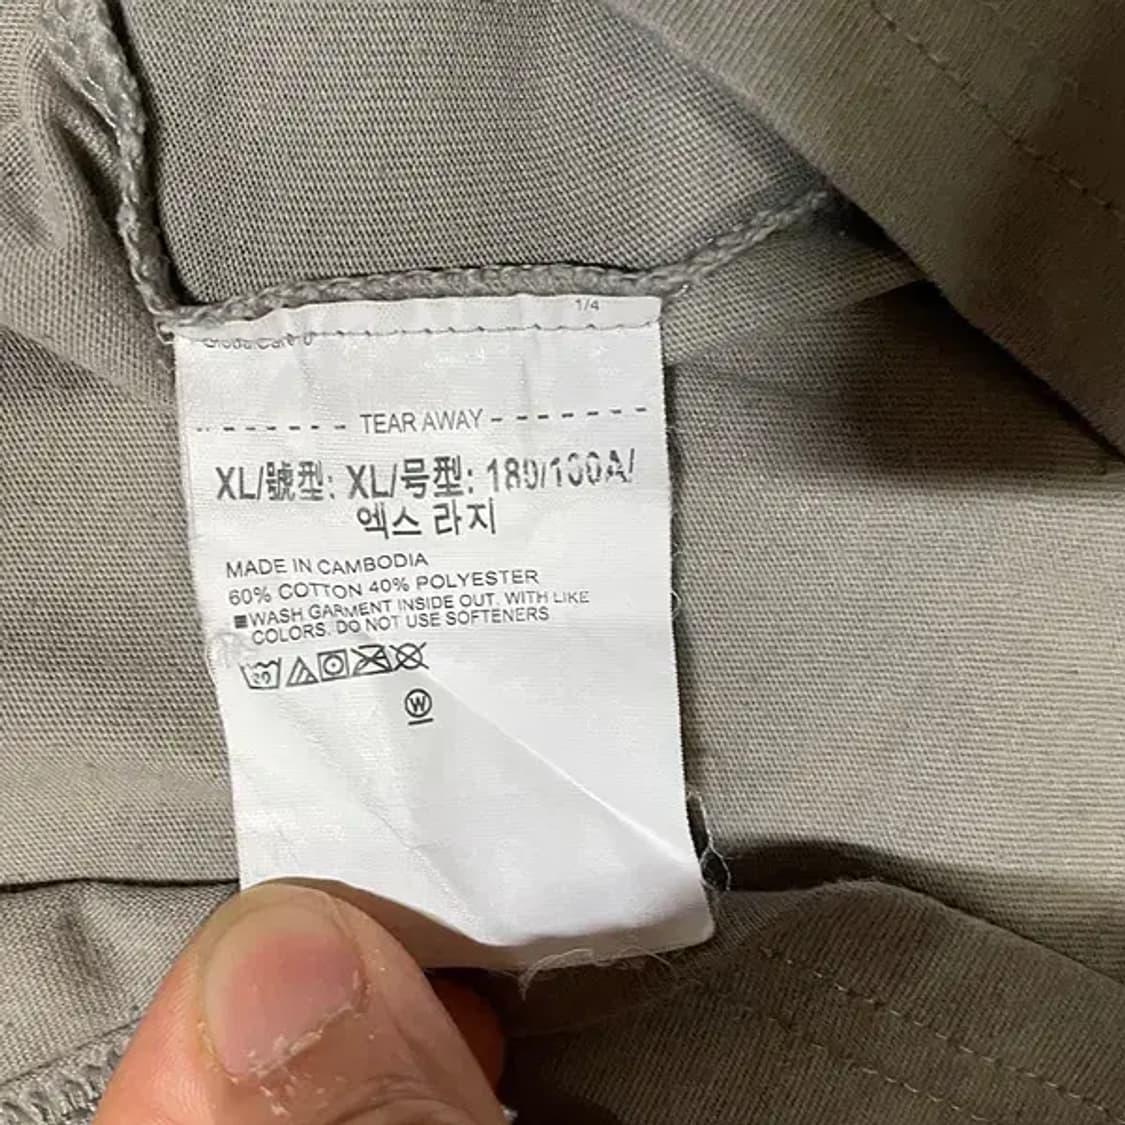 1/4
TEAR AWAY
XL/號型: XL/号型: 180/100A/
엑스 라지
MADE IN CAMBODIA
60% COTTON 40% POLYESTER
■WASH GARMENT INSIDE OUT. WITH LIKE
COLORS. DO NOT USE SOFTENERS
30
W